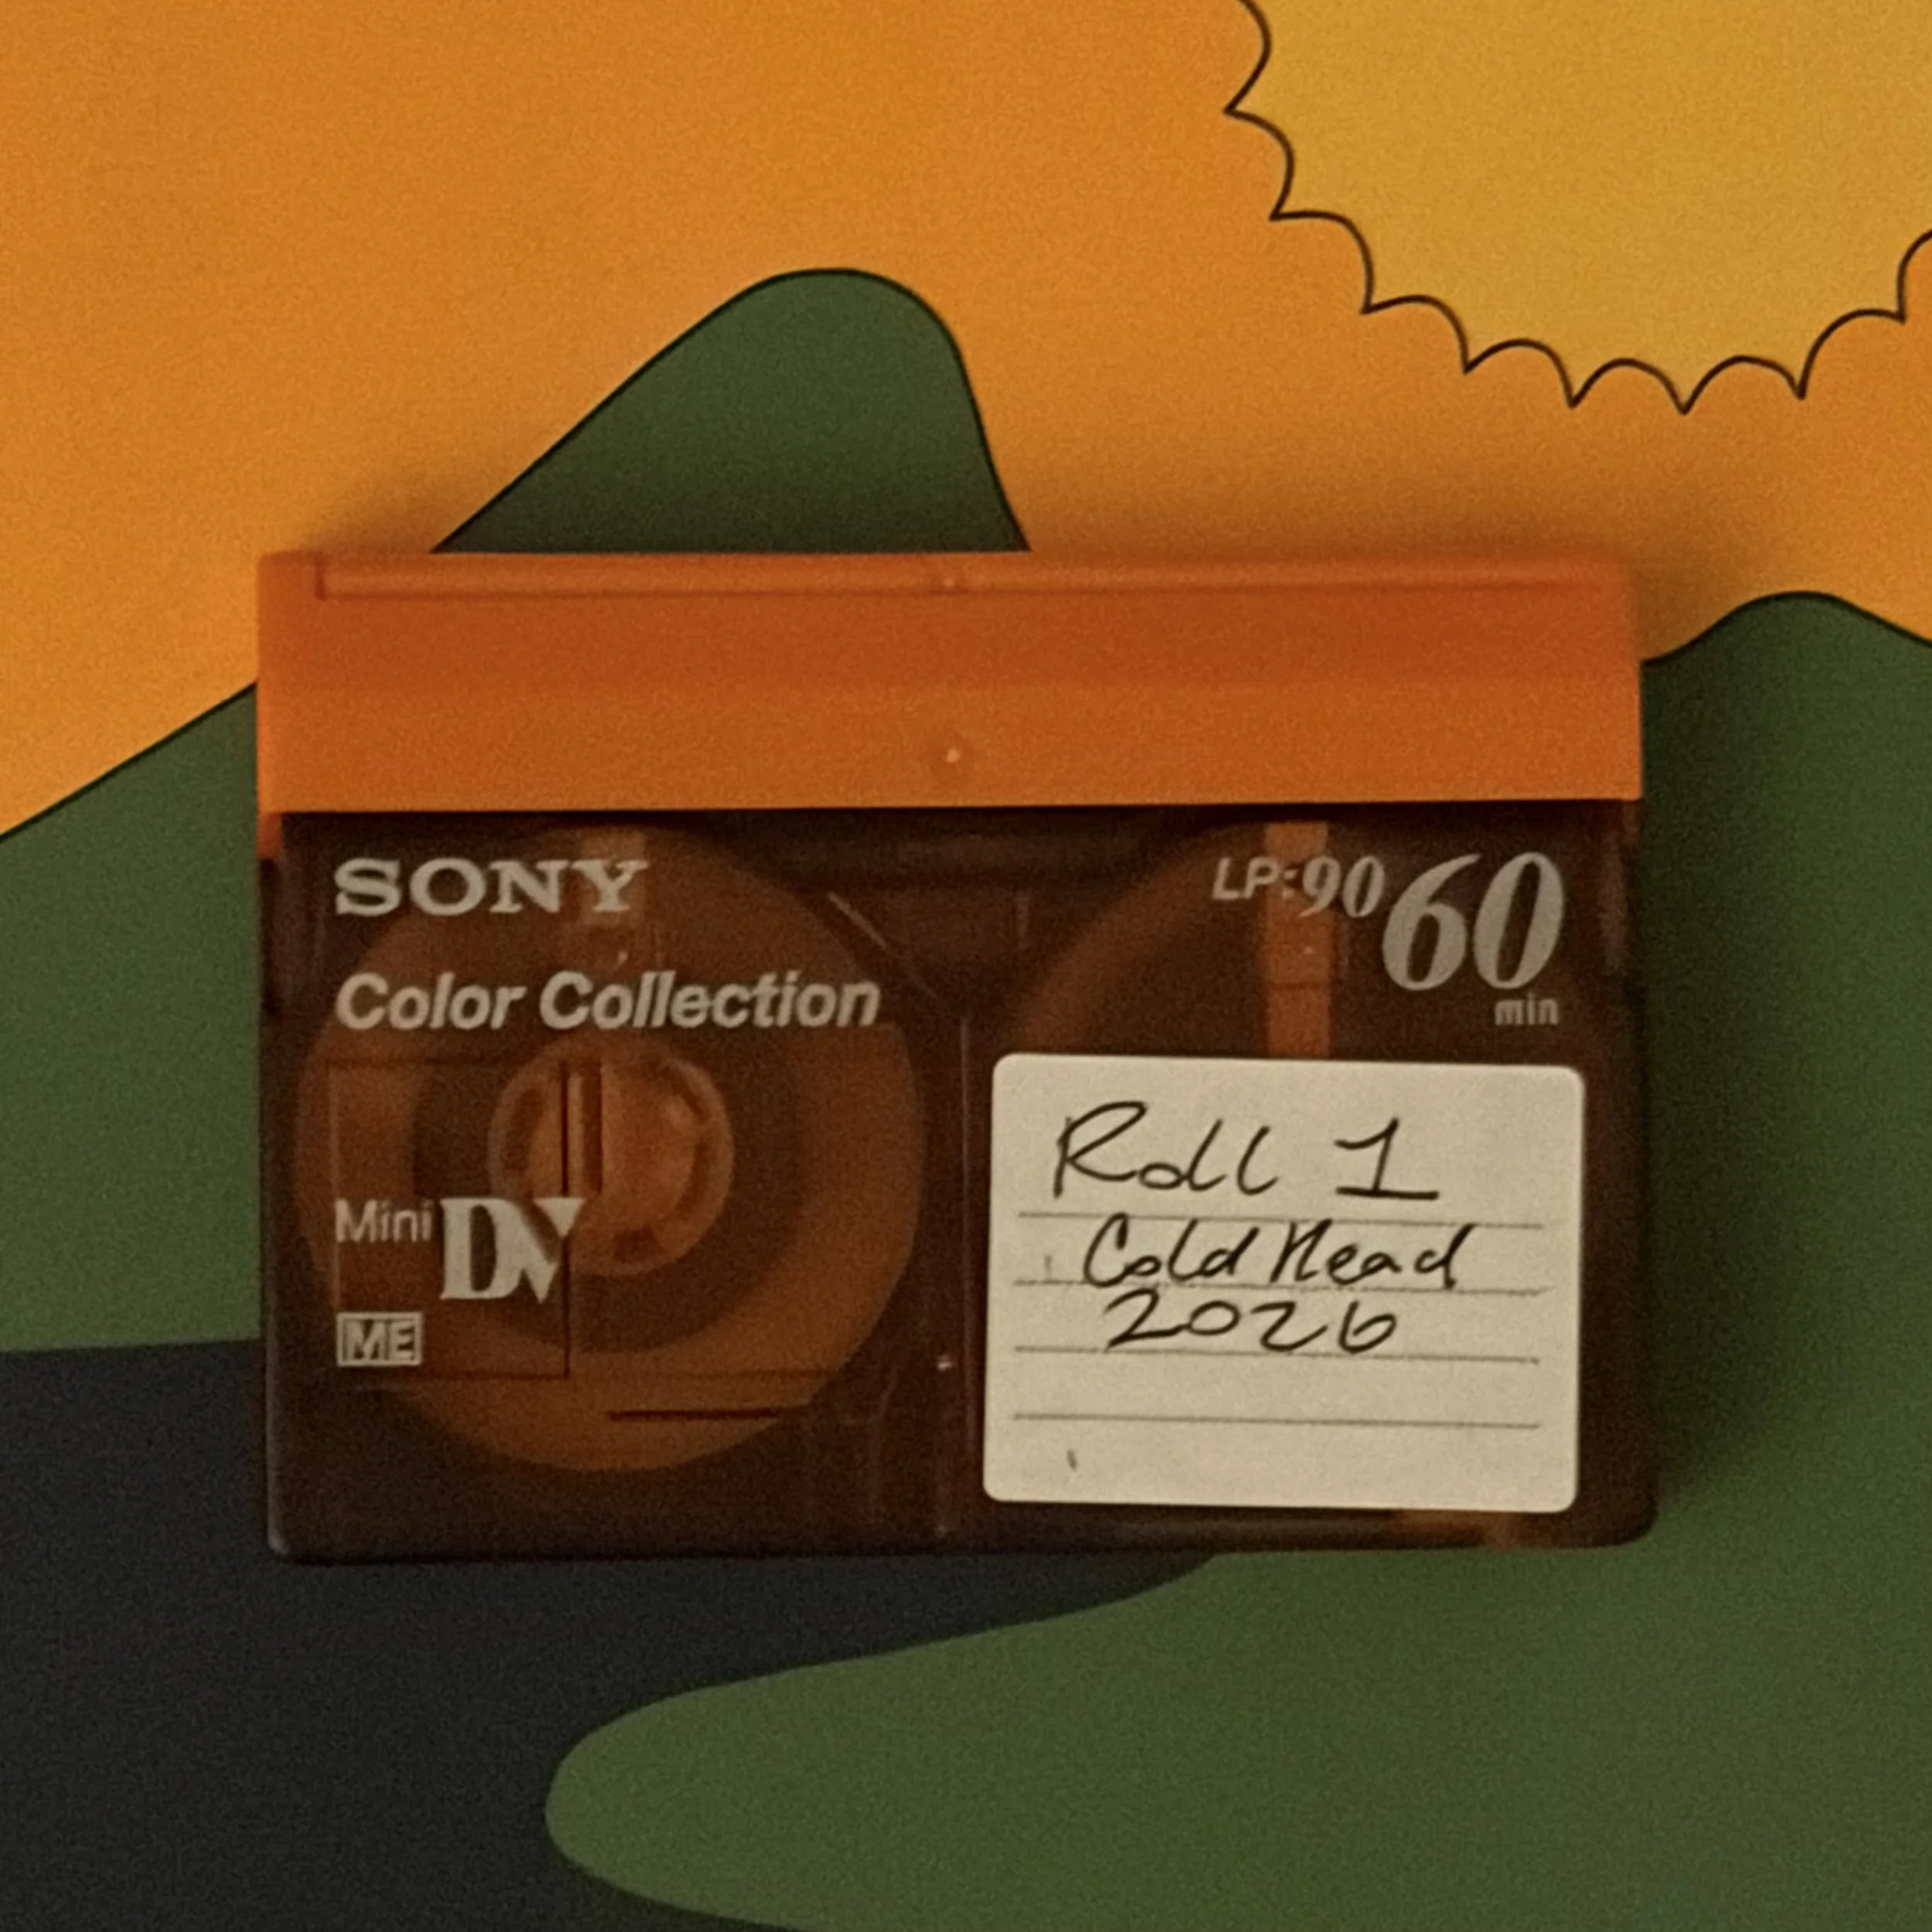 SONY
LP:90 60
min
Color Collection
Mini DV
ME
Roll 1
Cold Head
2026